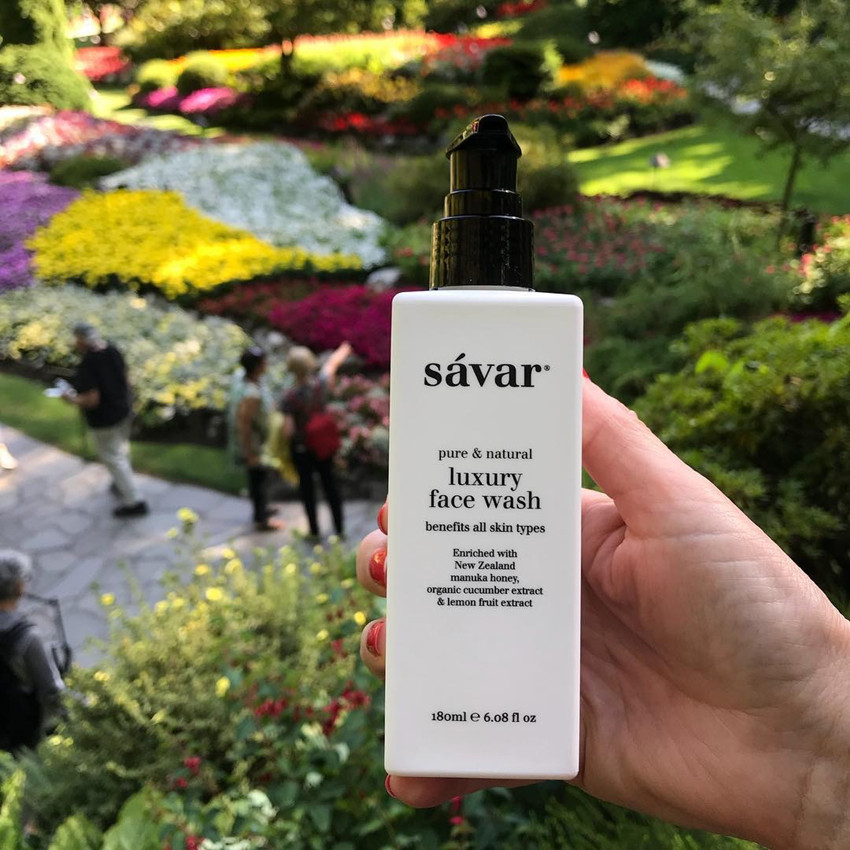 sávar®
pure & natural
luxury
face wash
benefits all skin types
Enriched with
New Zealand
manuka honey,
organic cucumber extract
& lemon fruit extract
180ml ℮ 6.08 fl oz